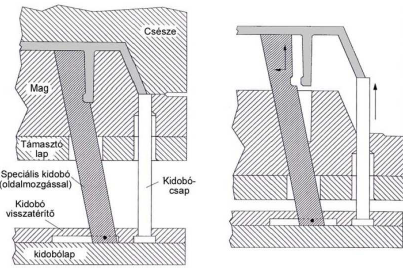 Csésze
Mag
Támasztó
lap
Speciális kidobó
(oldalmozgással)
Kidobó-
csap
Kidobó
visszatérítő
kidobólap